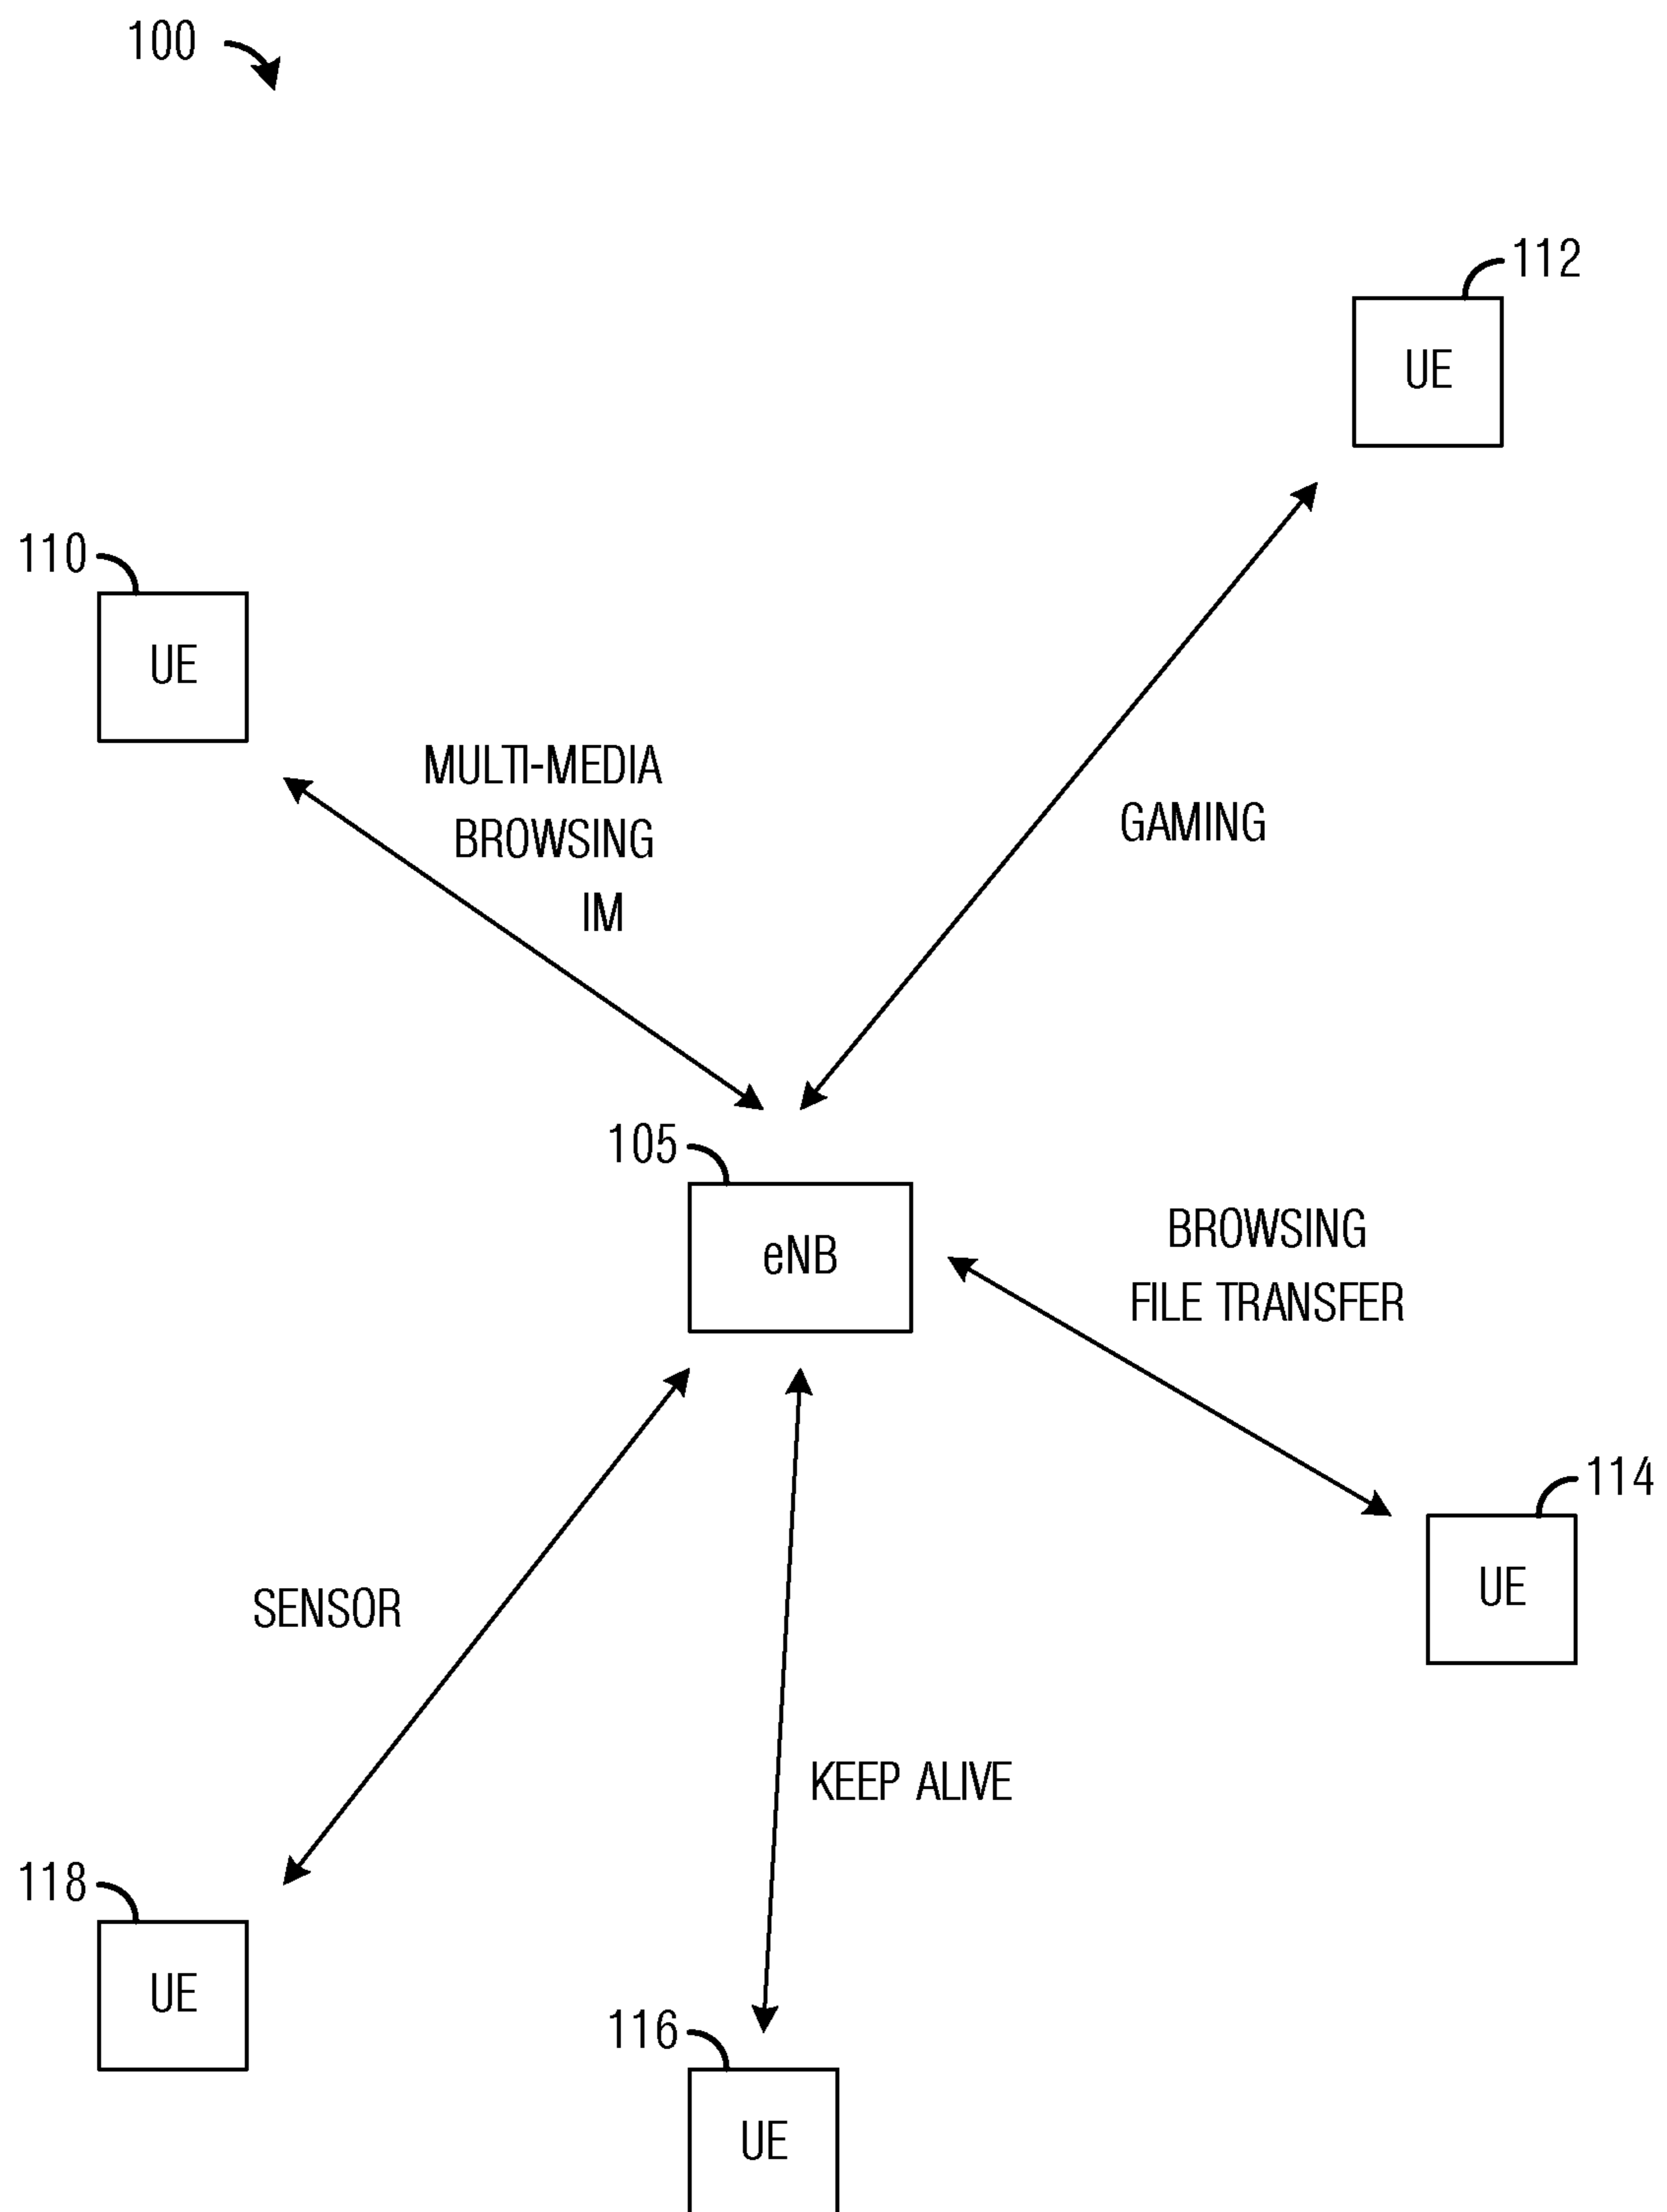 100
112
UE
110
UE
MULTI-MEDIA
BROWSING
IM
GAMING
105
eNB
BROWSING
FILE TRANSFER
114
UE
SENSOR
KEEP ALIVE
118
UE
116
UE